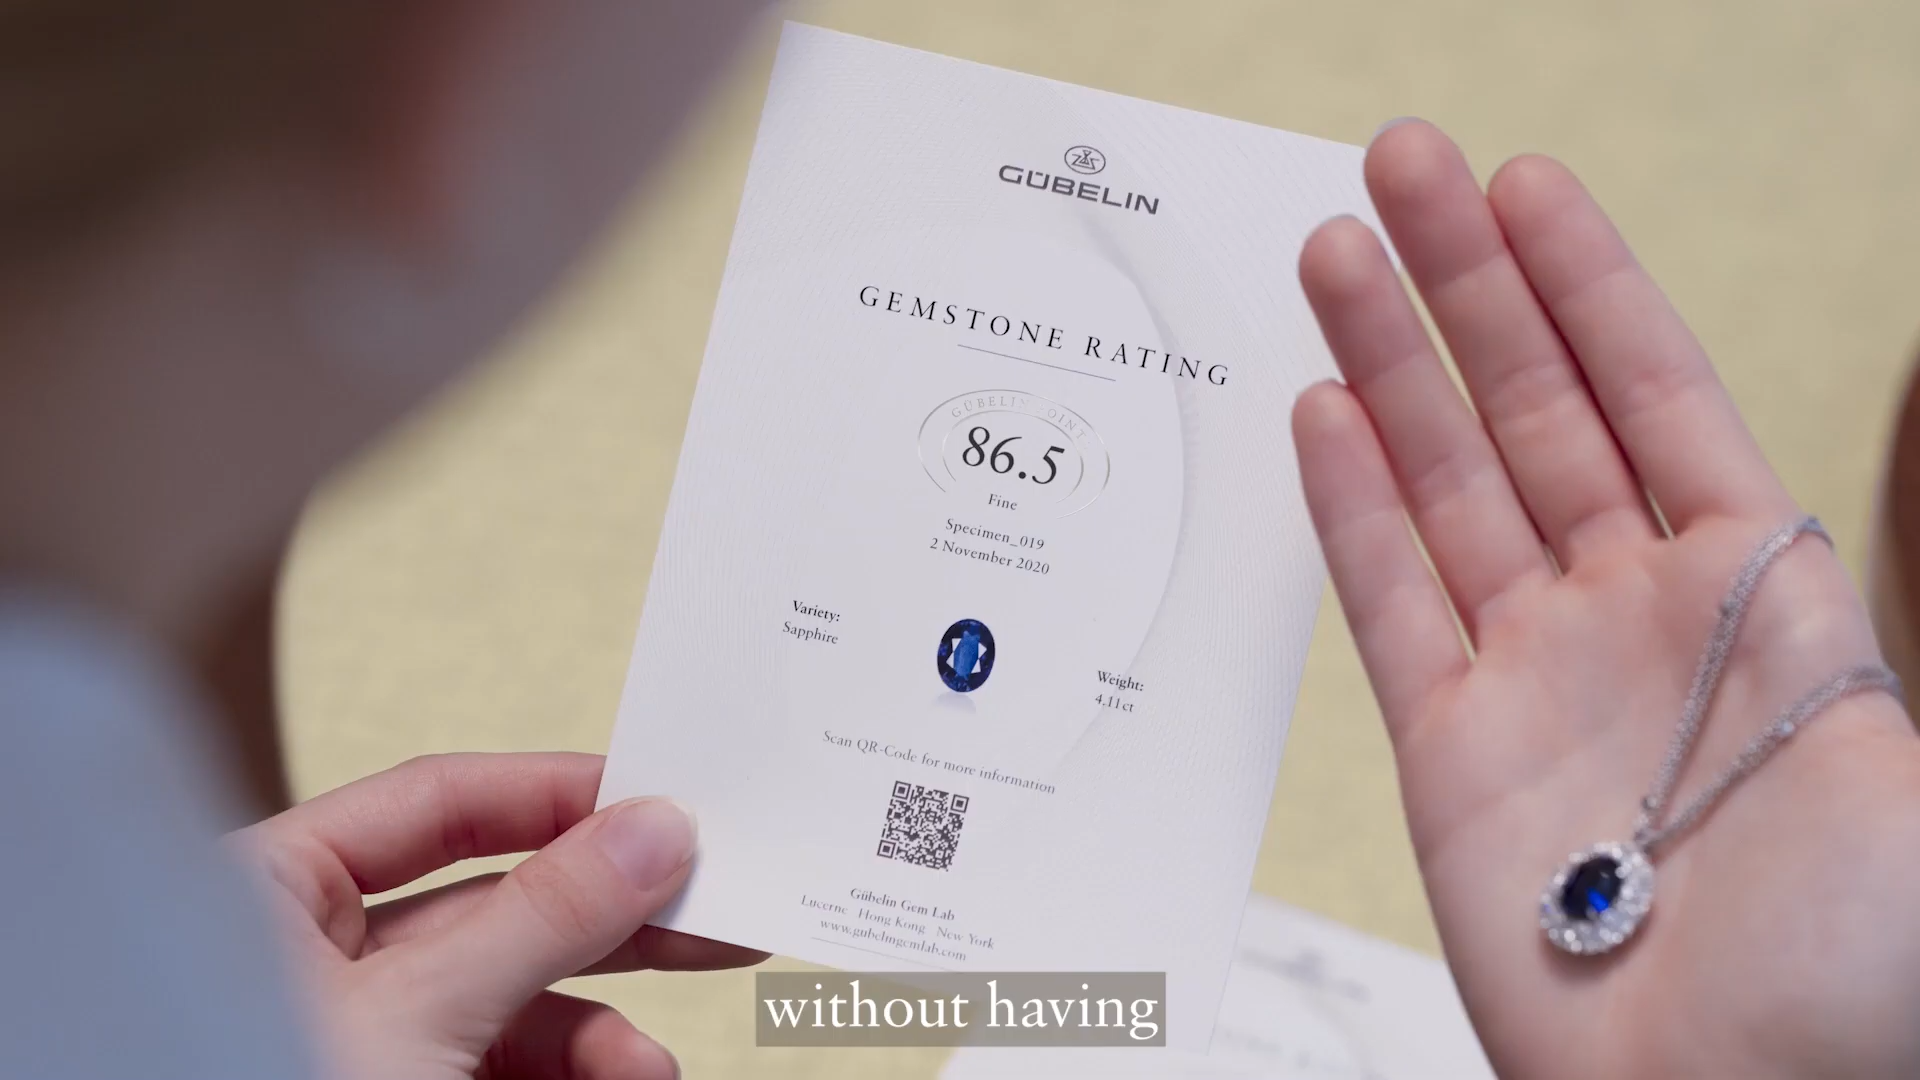 GÜBELIN
GEMSTONE RATING
GÜBELIN POINT
86.5
Fine
Specimen_019
2 November 2020
Variety:
Sapphire
Weight:
4.11ct
Scan QR-Code for more information
Gübelin Gem Lab
Lucerne Hong Kong New York
www.gubelingemlab.com
without having